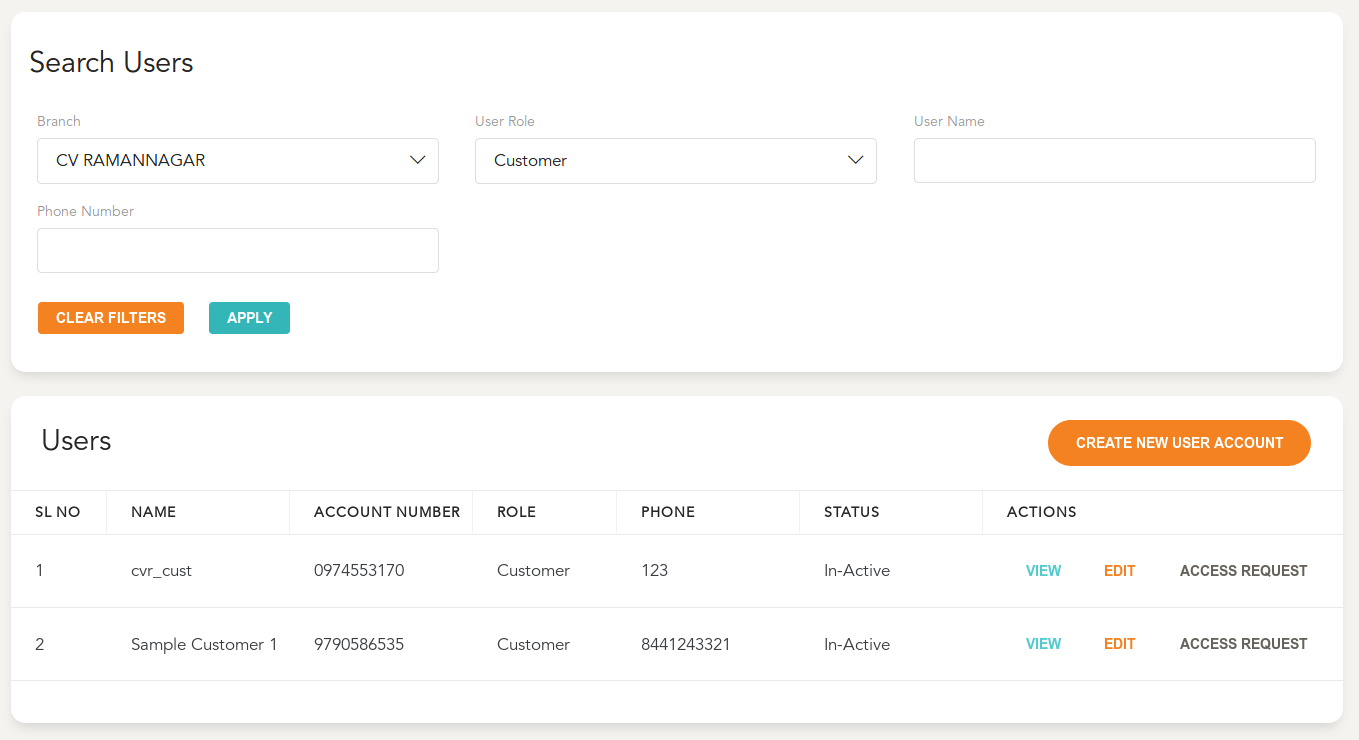 Search Users
Branch User Role User Name
CV RAMANNAGAR Customer
Phone Number
CLEAR FILTERS APPLY
Users CREATE NEW USER ACCOUNT
SL NO NAME ACCOUNT NUMBER ROLE PHONE STATUS ACTIONS
1 cvr_cust 0974553170 Customer 123 In-Active VIEW EDIT ACCESS REQUEST
2 Sample Customer 1 9790586535 Customer 8441243321 In-Active VIEW EDIT ACCESS REQUEST